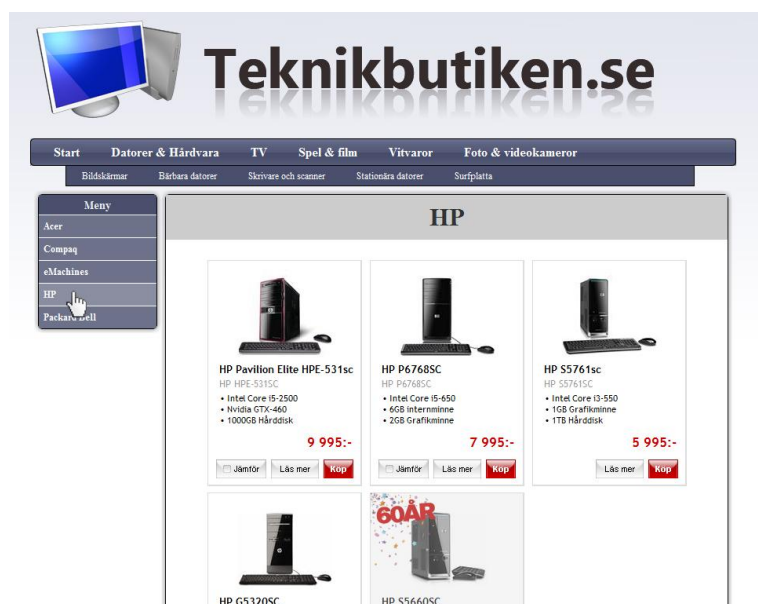 Teknikbutiken.se
Start Datorer & Hårdvara TV Spel & film Vitvaror Foto & videokameror
Bildskärmar Bärbara datorer Skrivare och scanner Stationära datorer Surfplatta
Meny
Acer
Compaq
eMachines
HP
Packard Bell
HP
HP Pavilion Elite HPE-531sc
HP HPE-531SC
• Intel Core i5-2500
• Nvidia GTX-460
• 1000GB Hårddisk
9 995:-
Jämför Läs mer Köp
HP P6768SC
HP P6768SC
• Intel Core i5-650
• 6GB internminne
• 2GB Grafikminne
7 995:-
Jämför Läs mer Köp
HP S5761sc
HP S5761SC
• Intel Core i3-550
• 1GB Grafikminne
• 1TB Hårddisk
5 995:-
Läs mer Köp
HP G5320SC
60ÅR
HP S5660SC